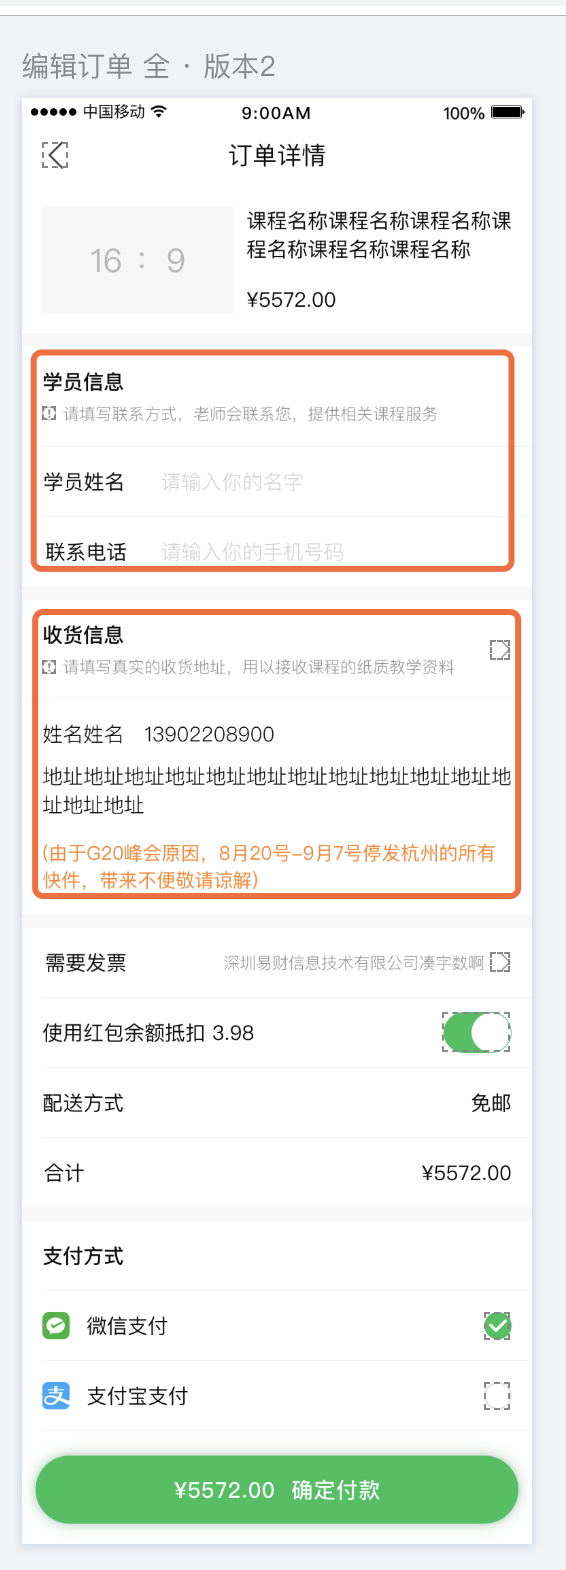 编辑订单 全 · 版本2
中国移动 9:00AM 100%
订单详情
16 : 9
课程名称课程名称课程名称课
程名称课程名称课程名称
¥5572.00
学员信息
请填写联系方式，老师会联系您，提供相关课程服务
学员姓名 请输入你的名字
联系电话 请输入你的手机号码
收货信息
请填写真实的收货地址，用以接收课程的纸质教学资料
姓名姓名 13902208900
地址地址地址地址地址地址地址地址地址地址地址地
址地址地址
(由于G20峰会原因，8月20号-9月7号停发杭州的所有
快件，带来不便敬请谅解)
需要发票 深圳易财信息技术有限公司凑字数啊
使用红包余额抵扣 3.98
配送方式 免邮
合计 ¥5572.00
支付方式
微信支付
支 支付宝支付
¥5572.00 确定付款